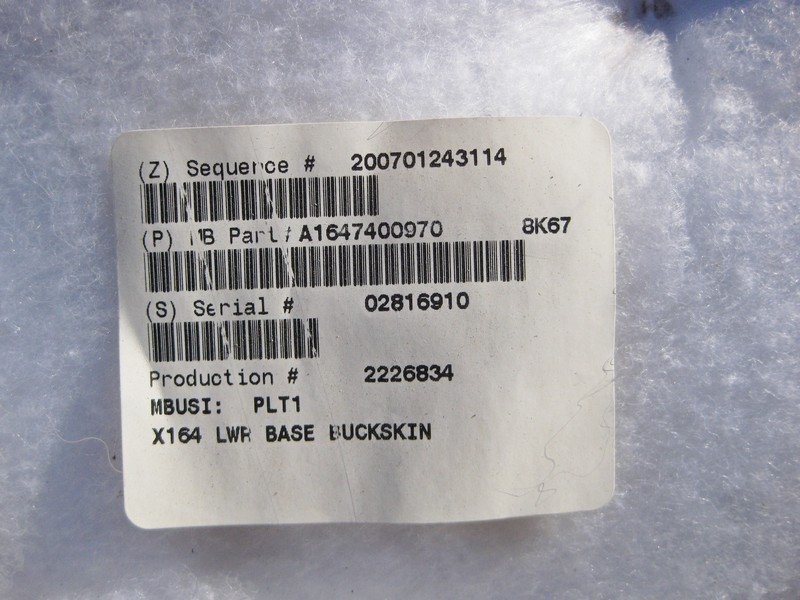 (Z) Sequence # 200701243114
(P) MB Part# A1647400970 8K67
(S) Serial # 02816910
Production # 2226834
MBUSI: PLT1
X164 LWR BASE BUCKSKIN